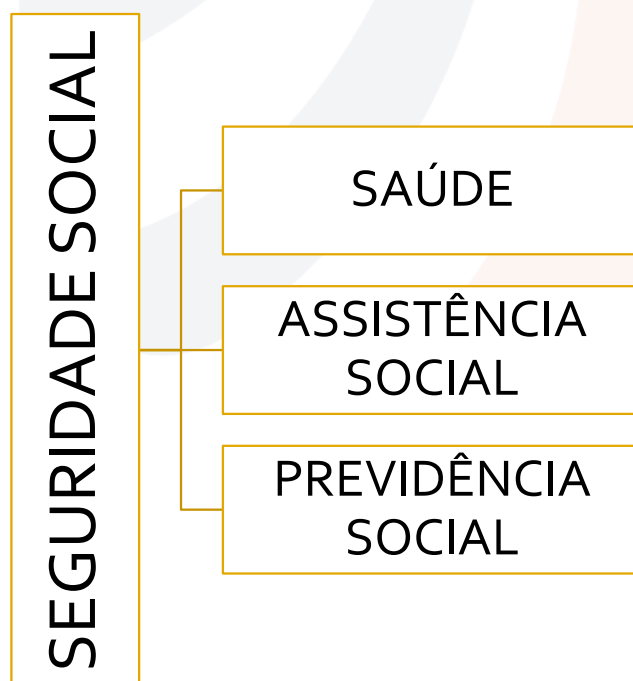 SEGURIDADE SOCIAL
SAÚDE
ASSISTÊNCIA
SOCIAL
PREVIDÊNCIA
SOCIAL